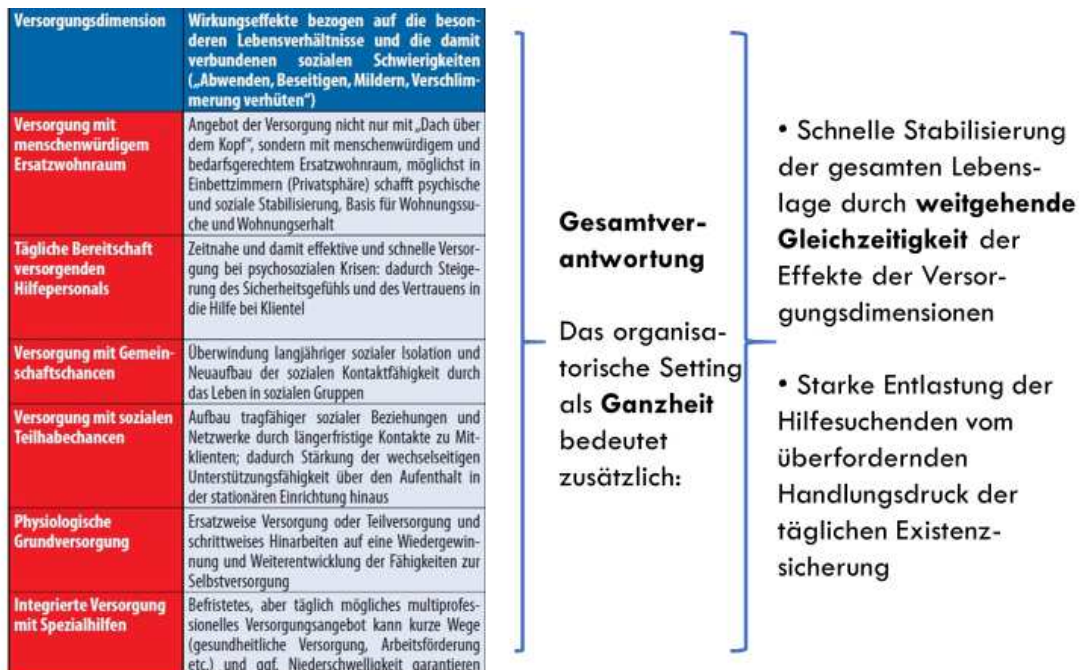 Versorgungsdimension
Wirkungseffekte bezogen auf die beson-
deren Lebensverhältnisse und die damit
verbundenen sozialen Schwierigkeiten
(„Abwenden, Beseitigen, Mildern, Verschlim-
merung verhüten“)
Versorgung mit
menschenwürdigem
Ersatzwohnraum
Angebot der Versorgung nicht nur mit „Dach über
dem Kopf“, sondern mit menschenwürdigem und
bedarfsgerechtem Ersatzwohnraum, möglichst in
Einbettzimmern (Privatsphäre) schafft psychische
und soziale Stabilisierung, Basis für Wohnungssu-
che und Wohnungserhalt
Tägliche Bereitschaft
versorgenden
Hilfepersonals
Zeitnahe und damit effektive und schnelle Versor-
gung bei psychosozialen Krisen: dadurch Steige-
rung des Sicherheitsgefühls und des Vertrauens in
die Hilfe bei Klientel
Versorgung mit Gemein-
schaftschancen
Überwindung langjähriger sozialer Isolation und
Neuaufbau der sozialen Kontaktfähigkeit durch
das Leben in sozialen Gruppen
Versorgung mit sozialen
Teilhabechancen
Aufbau tragfähiger sozialer Beziehungen und
Netzwerke durch längerfristige Kontakte zu Mit-
klienten; dadurch Stärkung der wechselseitigen
Unterstützungsfähigkeit über den Aufenthalt in
der stationären Einrichtung hinaus
Physiologische
Grundversorgung
Ersatzweise Versorgung oder Teilversorgung und
schrittweises Hinarbeiten auf eine Wiedergewin-
nung und Weiterentwicklung der Fähigkeiten zur
Selbstversorgung
Integrierte Versorgung
mit Spezialhilfen
Befristetes, aber täglich mögliches multiprofes-
sionelles Versorgungsangebot kann kurze Wege
(gesundheitliche Versorgung, Arbeitsförderung
etc.) und ggf. Niederschwelligkeit garantieren
Gesamtver-
antwortung
Das organisa-
torische Setting
als Ganzheit
bedeutet
zusätzlich:
• Schnelle Stabilisierung
der gesamten Lebens-
lage durch weitgehende
Gleichzeitigkeit der
Effekte der Versor-
gungsdimensionen
• Starke Entlastung der
Hilfesuchenden vom
überfordernden
Handlungsdruck der
täglichen Existenz-
sicherung